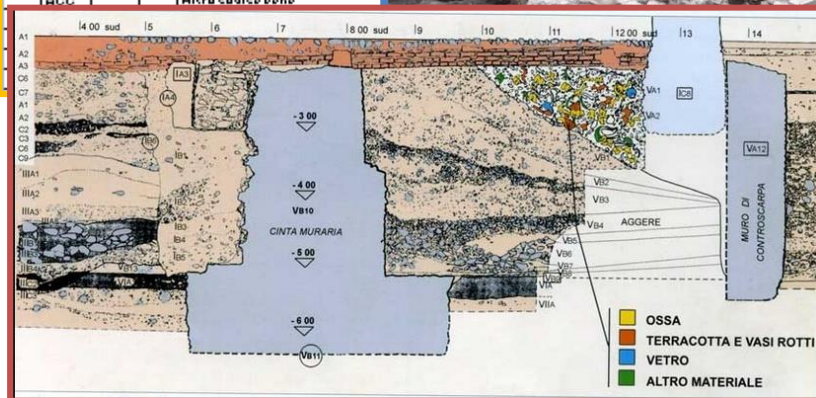 4 00 sud 5 6 7 8 00 sud 9 10 11 12 00 sud 13 14
A1
A2
A3
C6
C7
A1
A2
C2
C3
C6
C9
IIIA1
IIIA2
IIIA3
IA3
IA4
IB1
IB3
IB4
IB5
- 3 00
- 4 00
VB10
CINTA MURARIA
- 5 00
- 6 00
VB11
VA1
VA2
VB1
VB2
VB3
VB4
VB5
VB6
VB7
VIA
VIIA
AGGERE
IC8
VA12
MURO DI
CONTROSCARPA
OSSA
TERRACOTTA E VASI ROTTI
VETRO
ALTRO MATERIALE